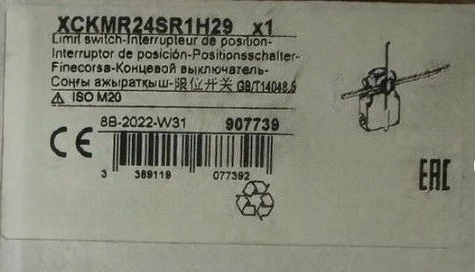 XCKMR24SR1H29 x1
Limit switch-Interrupteur de position-
Interruptor de posición-Positionsschalter-
Finecorsa-Концевой выключатель-
Соңғы ажыратқыш-限位开关 GB/T14048.5
ISO M20
8B-2022-W31 907739
CE
3 389119 077392
EAC